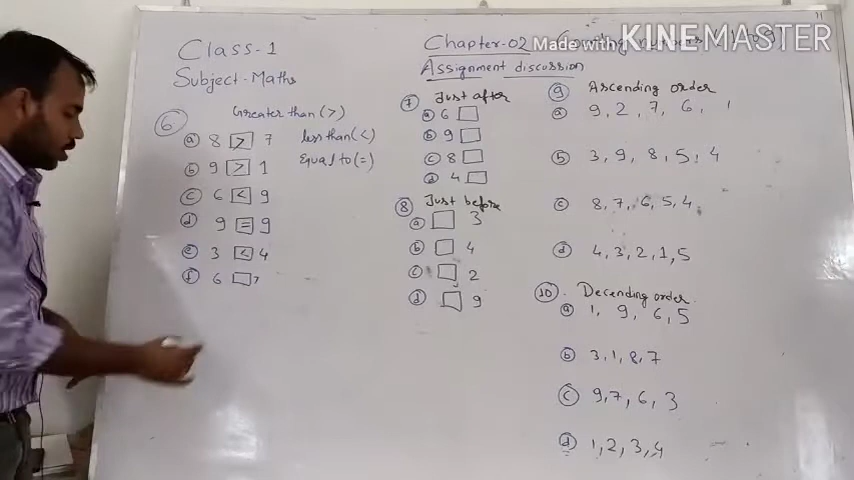 Class-1
Subject-Maths
Chapter-02
Made with KINEMASTER
Assignment discussion
6 Greater than (>)
less than (<)
Equal to (=)
a 8 > 7
b 9 > 1
c 6 < 9
d 9 = 9
e 3 < 4
f 6
7 Just after
a 6
b 9
c 8
d 4
8 Just before
a 3
b 4
c 2
d 9
9 Ascending order
a 9, 2, 7, 6, 1
3, 9, 8, 5, 4
c 8, 7, 6, 5, 4
d 4, 3, 2, 1, 5
10. Decending order
a 1, 9, 6, 5
b 3, 1, 8, 7
c 9, 7, 6, 3
d 1, 2, 3, 4